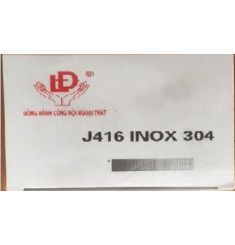 HD®
ĐỒNG HÀNH CÙNG NỘI NGOẠI THẤT
J416 INOX 304